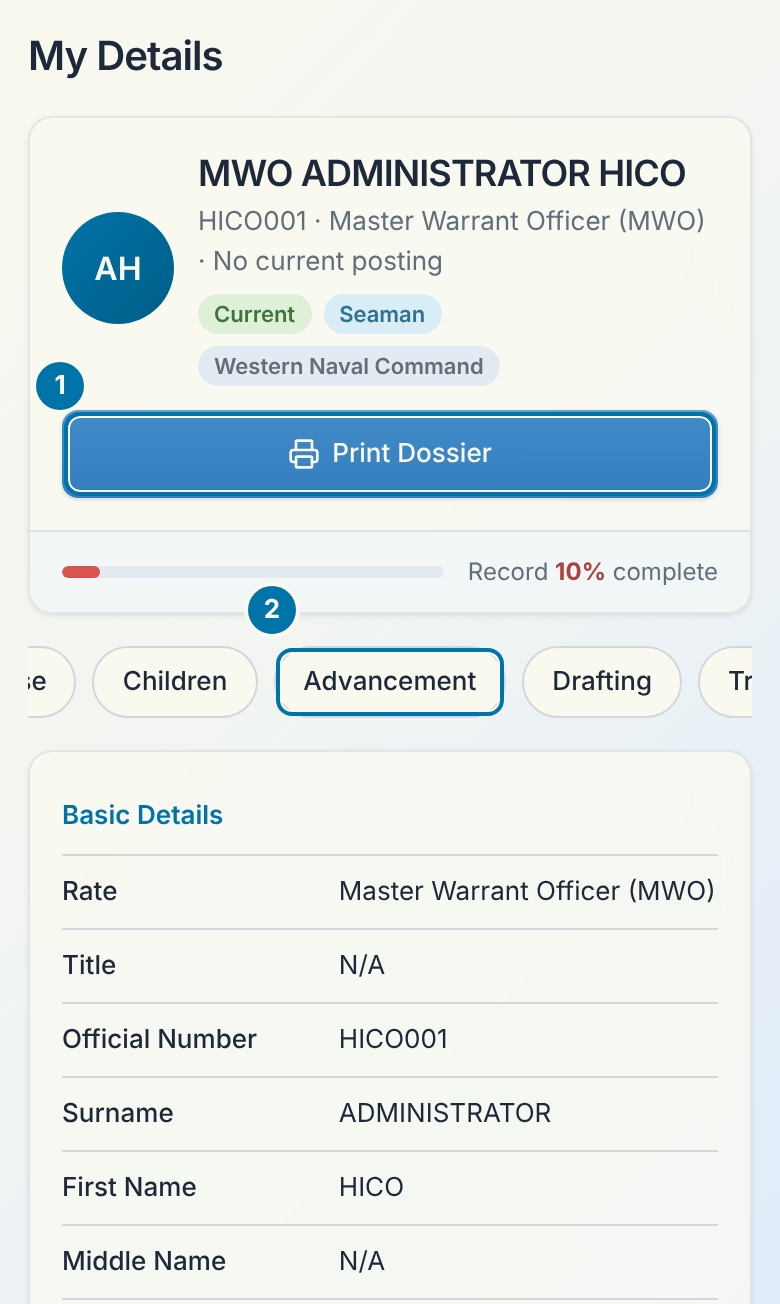 My Details
MWO ADMINISTRATOR HICO
HICO001 · Master Warrant Officer (MWO)
· No current posting
AH
Current Seaman
Western Naval Command
1
Print Dossier
Record 10% complete
2
se Children Advancement Drafting Tr
Basic Details
Rate Master Warrant Officer (MWO)
Title N/A
Official Number HICO001
Surname ADMINISTRATOR
First Name HICO
Middle Name N/A